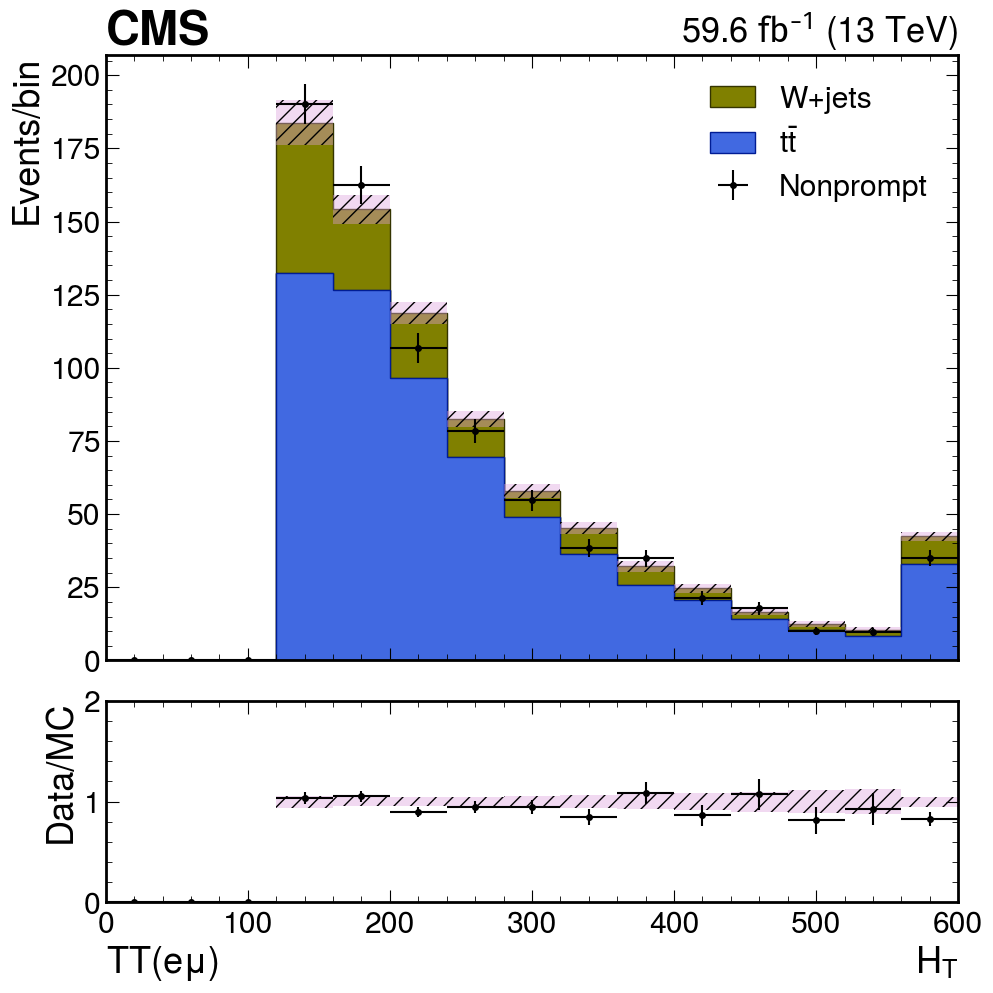 CMS 59.6 fb⁻¹ (13 TeV)
Events/bin
200
175
150
125
100
75
50
25
0
W+jets
tt̄
Nonprompt
Data/MC
2
1
0
0 100 200 300 400 500 600
TT(eμ) H_T